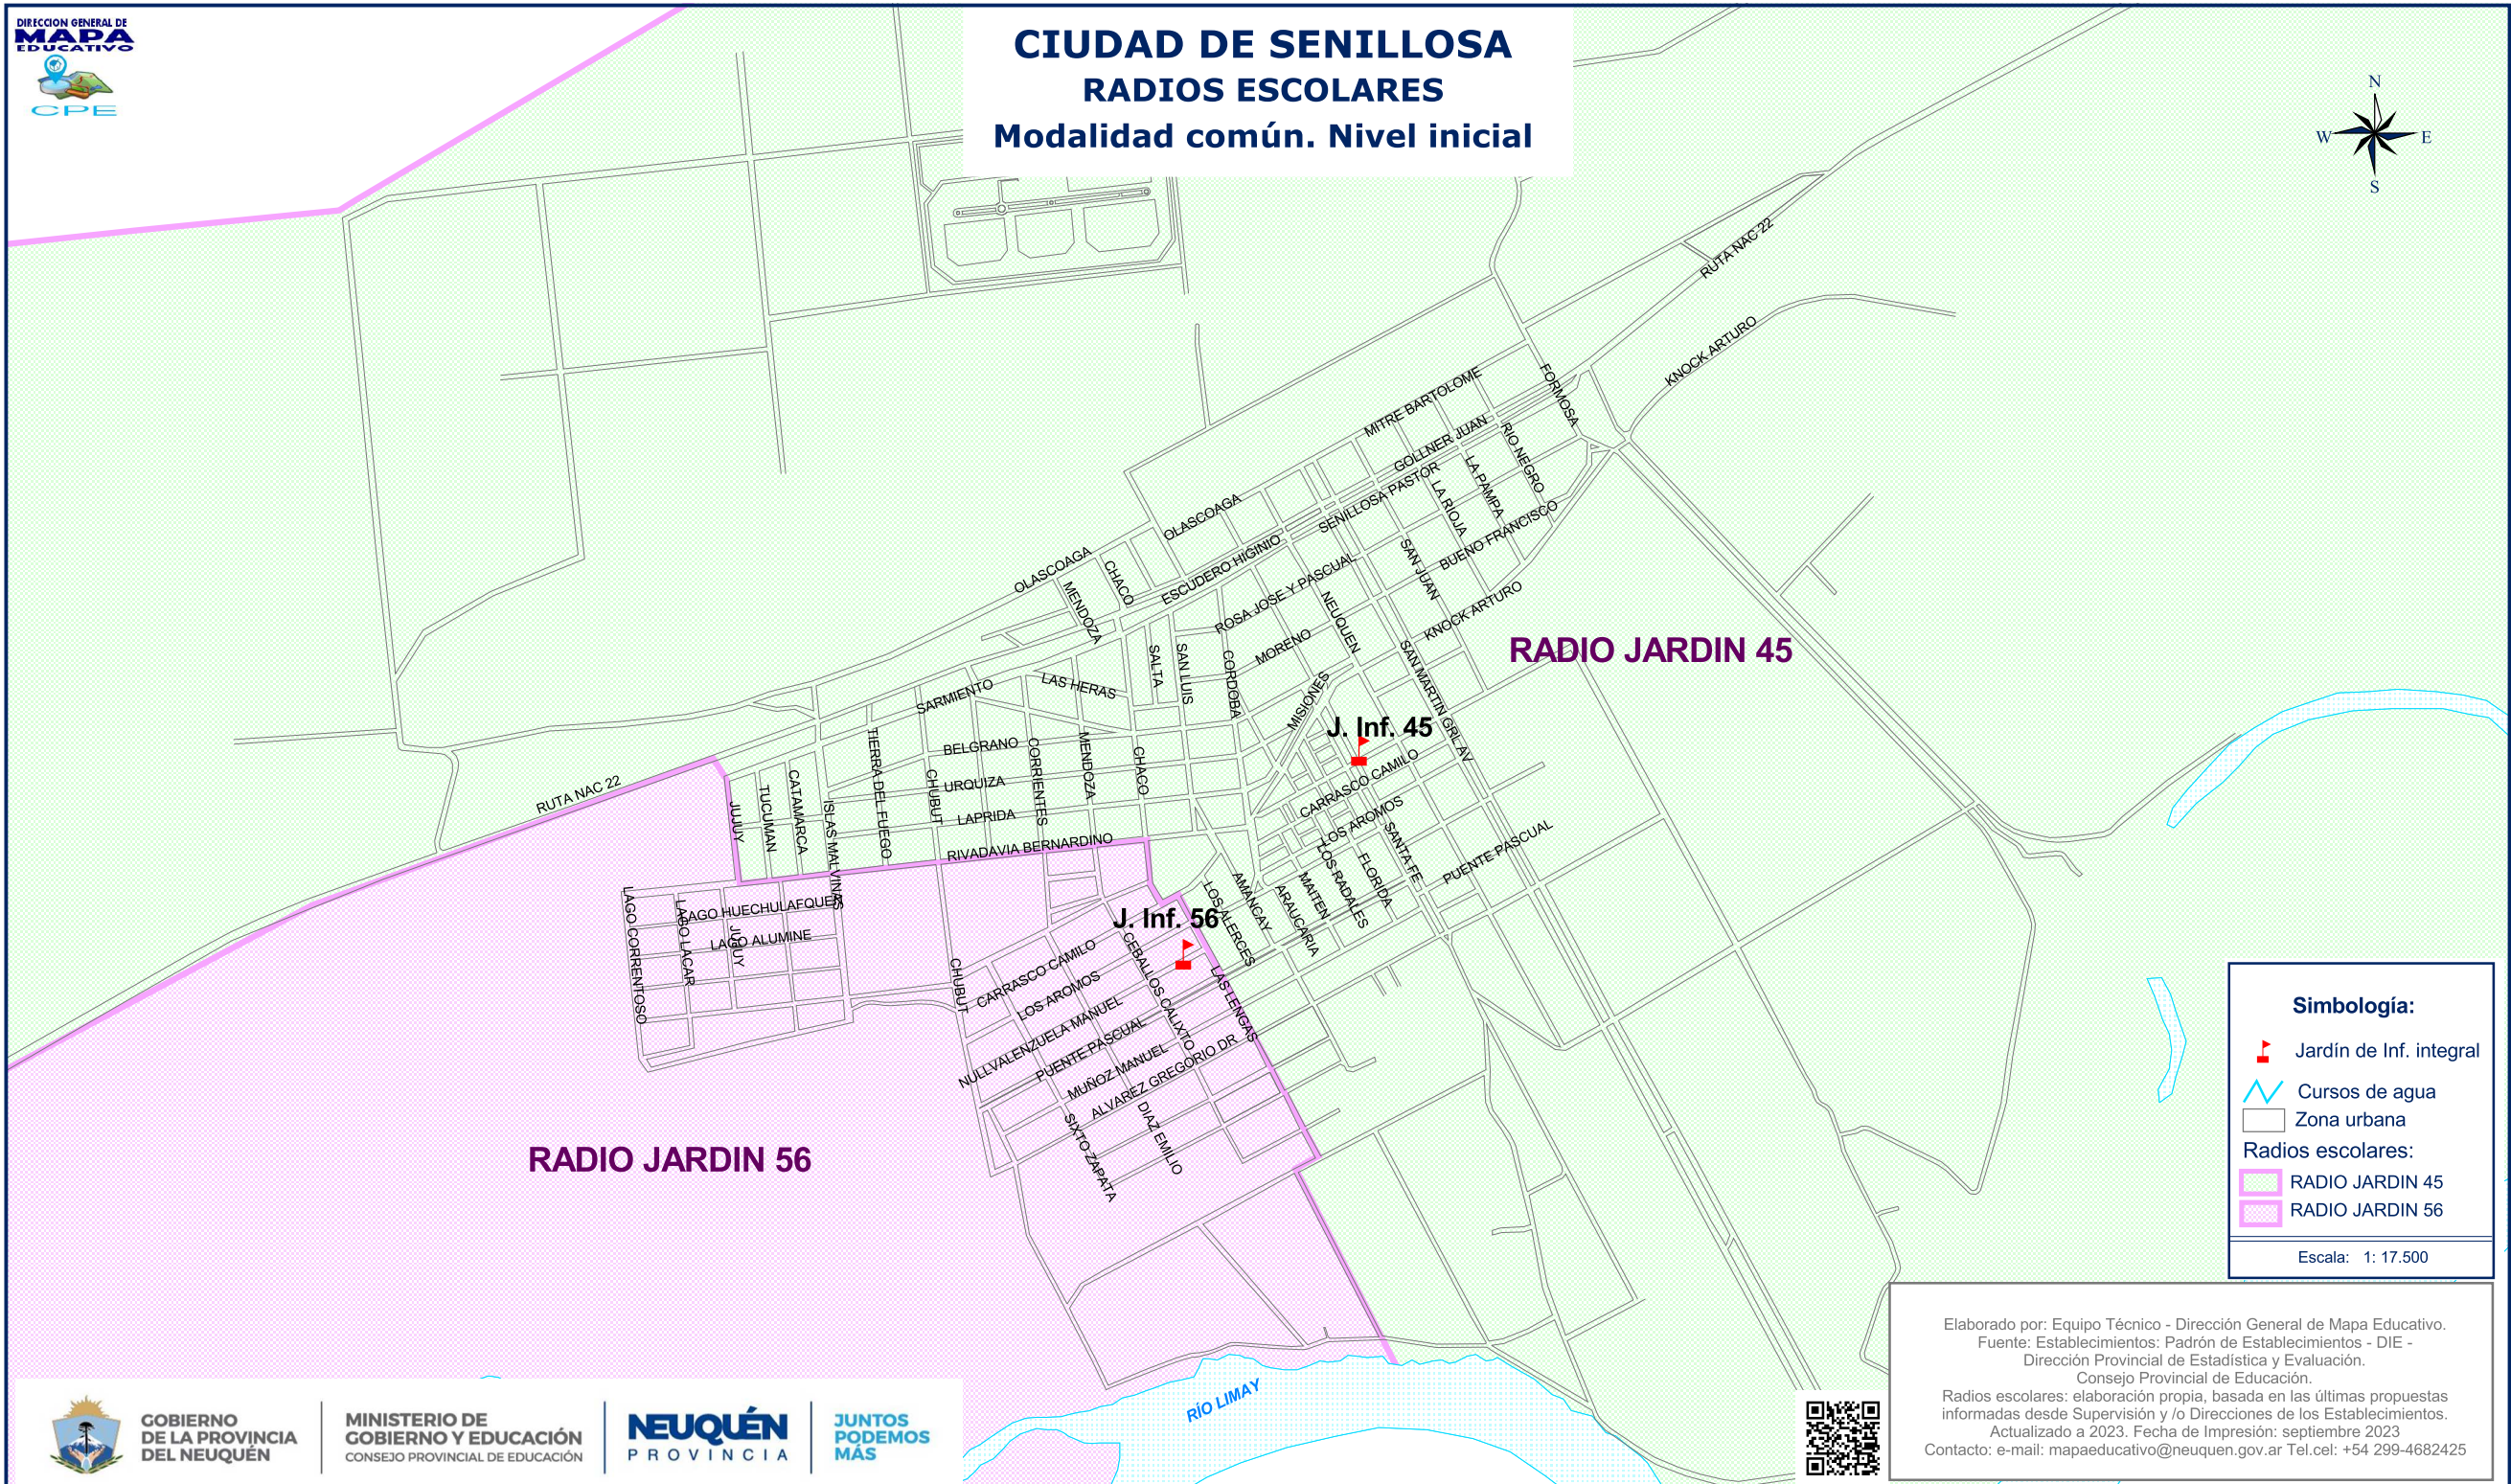 DIRECCION GENERAL DE
MAPA
EDUCATIVO
CPE
CIUDAD DE SENILLOSA
RADIOS ESCOLARES
Modalidad común. Nivel inicial
N
W
E
S
RUTA NAC 22
KNOCK ARTURO
MITRE BARTOLOME
FORMOSA
GOLLNER JUAN
RIO NEGRO
SENILLOSA PASTOR
LA PAMPA
LA RIOJA
OLASCOAGA
BUENO FRANCISCO
OLASCOAGA
CHACO
ESCUDERO HIGINIO
SAN JUAN
MENDOZA
ROSA JOSE Y PASCUAL
NEUQUEN
KNOCK ARTURO
MORENO
RADIO JARDIN 45
SALTA
SAN LUIS
CORDOBA
SAN MARTIN GRL AV
LAS HERAS
SARMIENTO
MISIONES
J. Inf. 45
TIERRA DEL FUEGO
BELGRANO
CORRIENTES
MENDOZA
CHACO
CARRASCO CAMILO
RUTA NAC 22
CATAMARCA
TUCUMAN
JUJUY
ISLAS MALVINAS
CHUBUT
URQUIZA
LAPRIDA
LOS AROMOS
SANTA FE
PUENTE PASCUAL
RIVADAVIA BERNARDINO
LOS RADALES
FLORIDA
MAITEN
ARAUCARIA
AMANCAY
LOS ALERCES
LAGO CORRENTOSO
LAGO LACAR
LAGO HUECHULAFQUEN
JUJUY
LAGO ALUMINE
J. Inf. 56
CHUBUT
CARRASCO CAMILO
CEBALLOS CALIXTO
LAS LENGAS
LOS AROMOS
NULLVALENZUELA MANUEL
PUENTE PASCUAL
MUÑOZ MANUEL
ALVAREZ GREGORIO DR
SIXTO ZAPATA
DIAZ EMILIO
RADIO JARDIN 56
RÍO LIMAY
Simbología:
Jardín de Inf. integral
Cursos de agua
Zona urbana
Radios escolares:
RADIO JARDIN 45
RADIO JARDIN 56
Escala: 1: 17.500
Elaborado por: Equipo Técnico - Dirección General de Mapa Educativo.
Fuente: Establecimientos: Padrón de Establecimientos - DIE -
Dirección Provincial de Estadística y Evaluación.
Consejo Provincial de Educación.
Radios escolares: elaboración propia, basada en las últimas propuestas
informadas desde Supervisión y /o Direcciones de los Establecimientos.
Actualizado a 2023. Fecha de Impresión: septiembre 2023
Contacto: e-mail: mapaeducativo@neuquen.gov.ar Tel.cel: +54 299-4682425
GOBIERNO
DE LA PROVINCIA
DEL NEUQUÉN
MINISTERIO DE
GOBIERNO Y EDUCACIÓN
CONSEJO PROVINCIAL DE EDUCACIÓN
NEUQUÉN
PROVINCIA
JUNTOS
PODEMOS
MÁS